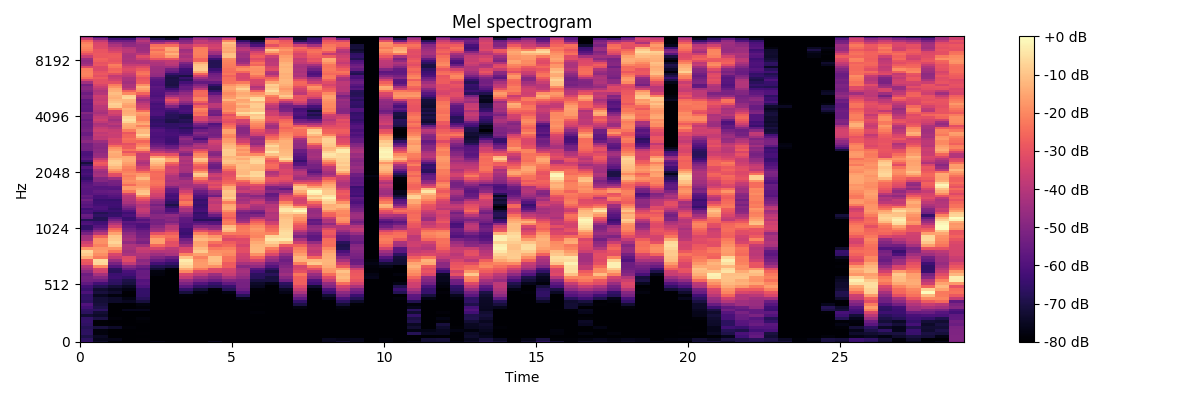 Mel spectrogram
8192
4096
2048
1024
512
0
Hz
0 5 10 15 20 25
Time
+0 dB
-10 dB
-20 dB
-30 dB
-40 dB
-50 dB
-60 dB
-70 dB
-80 dB